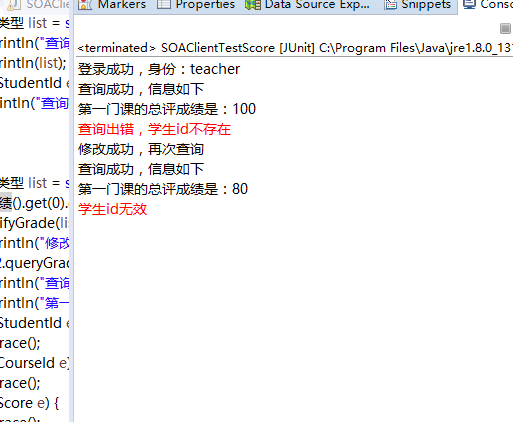 SOAClien
Markers Properties Data Source Exp... Snippets Conso
<terminated> SOAClientTestScore [JUnit] C:\Program Files\Java\jre1.8.0_13
类型 list = s
rintln("查询
rintln(list);
StudentId e
rintln("查询
类型 list = s
绩().get(0).
ifyGrade(lis
rintln("修改
2.queryGrad
rintln("查询
rintln("第一
StudentId e
race();
CourseId e)
race();
Score e) {
race();
登录成功，身份：teacher
查询成功，信息如下
第一门课的总评成绩是：100
查询出错，学生id不存在
修改成功，再次查询
查询成功，信息如下
第一门课的总评成绩是：80
学生id无效